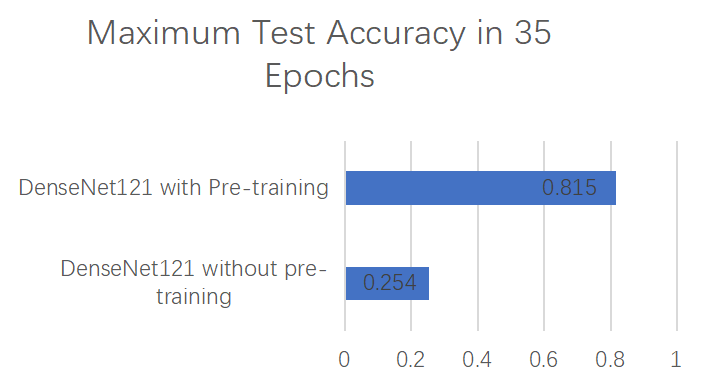 Maximum Test Accuracy in 35
Epochs
DenseNet121 with Pre-training
0.815
DenseNet121 without pre-
training
0.254
0
0.2
0.4
0.6
0.8
1